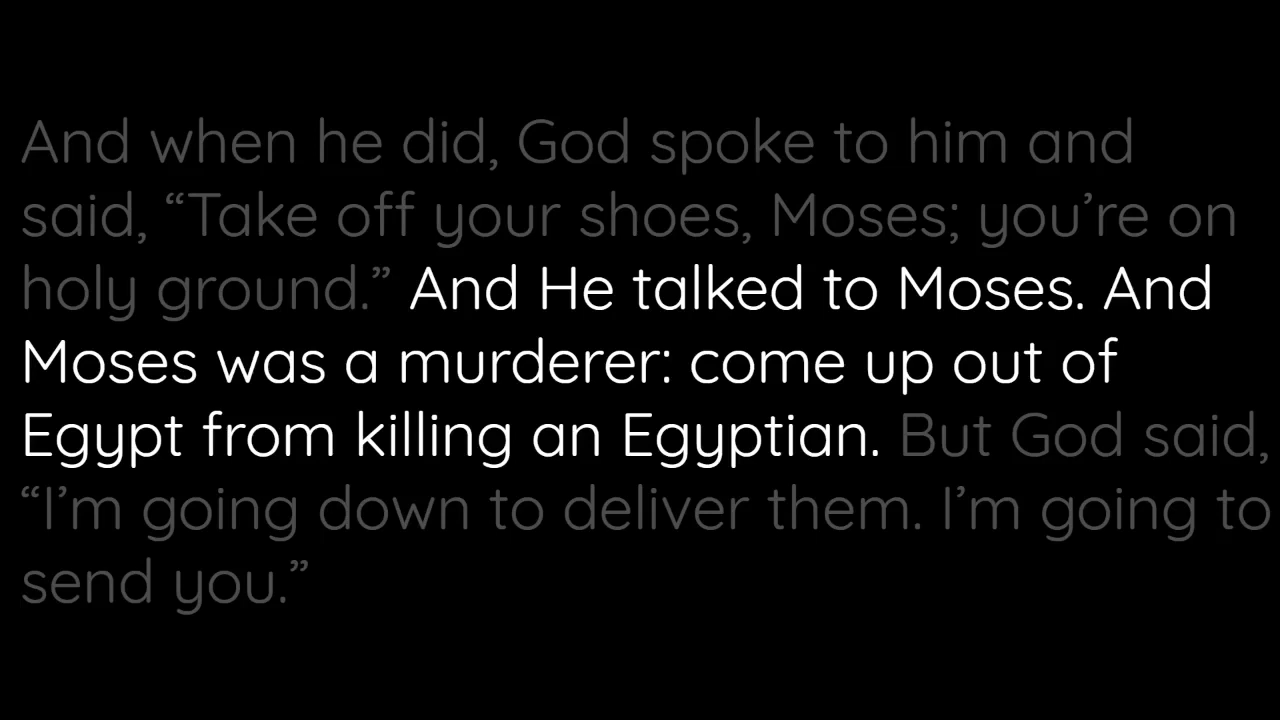 And when he did, God spoke to him and
said, “Take off your shoes, Moses; you’re on
holy ground.” And He talked to Moses. And
Moses was a murderer: come up out of
Egypt from killing an Egyptian. But God said,
“I’m going down to deliver them. I’m going to
send you.”